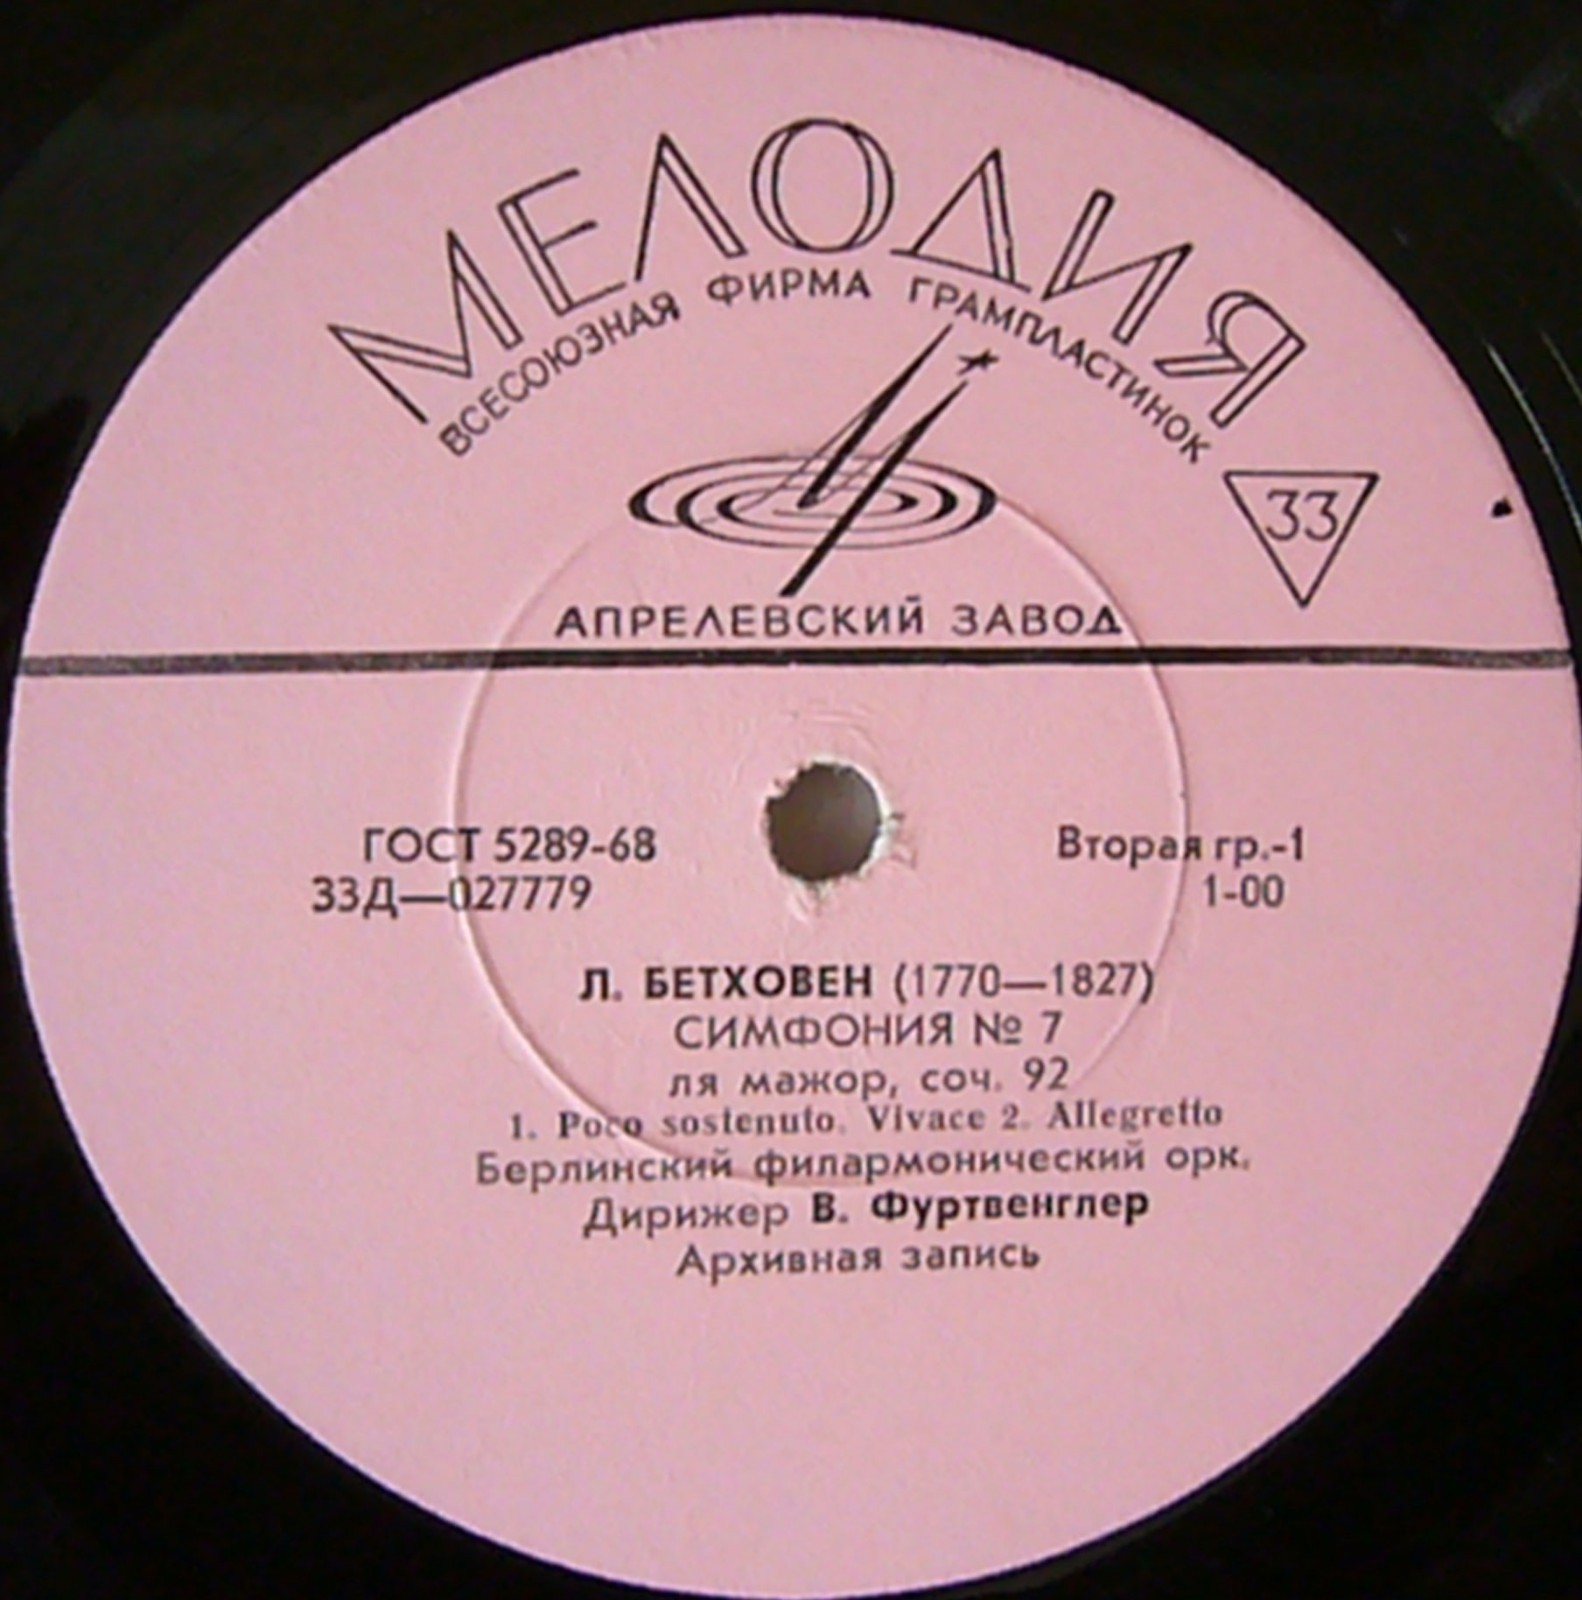 МЕЛОДИЯ
ВСЕСОЮЗНАЯ ФИРМА ГРАМПЛАСТИНОК
33
АПРЕЛЕВСКИЙ ЗАВОД
ГОСТ 5289-68
Вторая гр.-1
33Д—027779
1-00
Л. БЕТХОВЕН (1770—1827)
СИМФОНИЯ № 7
ля мажор, соч. 92
1. Poco sostenuto. Vivace 2. Allegretto
Берлинский филармонический орк.
Дирижер В. Фуртвенглер
Архивная запись